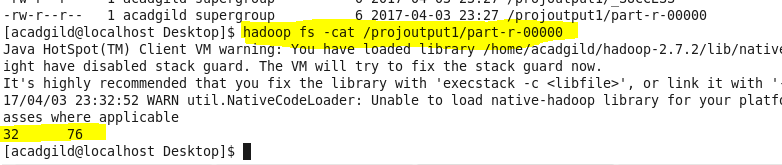 -rw-r--r-- 1 acadgild supergroup 0 2017-04-03 23:27 /projoutput1/_SUCCESS
-rw-r--r-- 1 acadgild supergroup 6 2017-04-03 23:27 /projoutput1/part-r-00000
[acadgild@localhost Desktop]$ hadoop fs -cat /projoutput1/part-r-00000
Java HotSpot(TM) Client VM warning: You have loaded library /home/acadgild/hadoop-2.7.2/lib/native
ight have disabled stack guard. The VM will try to fix the stack guard now.
It's highly recommended that you fix the library with 'execstack -c <libfile>', or link it with '-
17/04/03 23:32:52 WARN util.NativeCodeLoader: Unable to load native-hadoop library for your platfo
asses where applicable
32 76
[acadgild@localhost Desktop]$